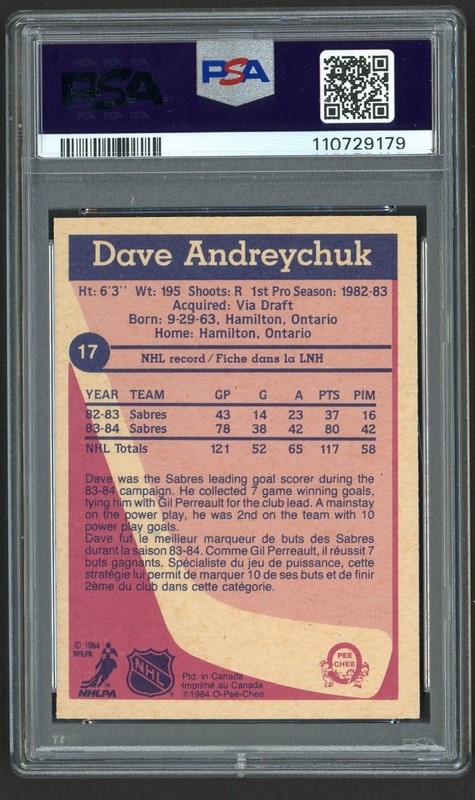 PSA
PSA
110729179
Dave Andreychuk
Ht: 6'3'' Wt: 195 Shoots: R 1st Pro Season: 1982-83
Acquired: Via Draft
Born: 9-29-63, Hamilton, Ontario
Home: Hamilton, Ontario
17
NHL record / Fiche dans la LNH
YEAR TEAM GP G A PTS PIM
82-83 Sabres 43 14 23 37 16
83-84 Sabres 78 38 42 80 42
NHL Totals 121 52 65 117 58
Dave was the Sabres leading goal scorer during the
83-84 campaign. He collected 7 game winning goals,
tying him with Gil Perreault for the club lead. A mainstay
on the power play, he was 2nd on the team with 10
power play goals.
Dave fut le meilleur marqueur de buts des Sabres
durant la saison 83-84. Comme Gil Perreault, il réussit 7
buts gagnants. Spécialiste du jeu de puissance, cette
stratégie lui permit de marquer 10 de ses buts et de finir
2ème du club dans cette catégorie.
© 1984
NHLPA
NHLPA
NHL
Ptd. in Canada
Imprimé au Canada
© 1984 O-Pee-Chee
O
PEE
CHEE